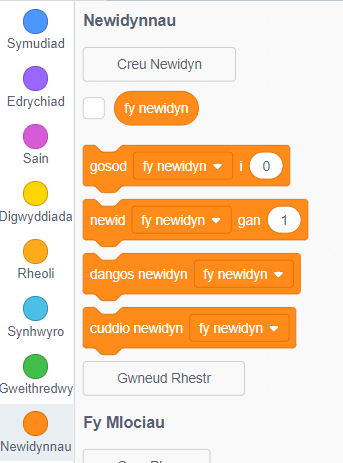 Symudiad
Edrychiad
Sain
Digwyddiada
Rheoli
Synhwyro
Gweithredwy
Newidynnau
Newidynnau
Creu Newidyn
fy newidyn
gosod fy newidyn i 0
newid fy newidyn gan 1
dangos newidyn fy newidyn
cuddio newidyn fy newidyn
Gwneud Rhestr
Fy Mlociau